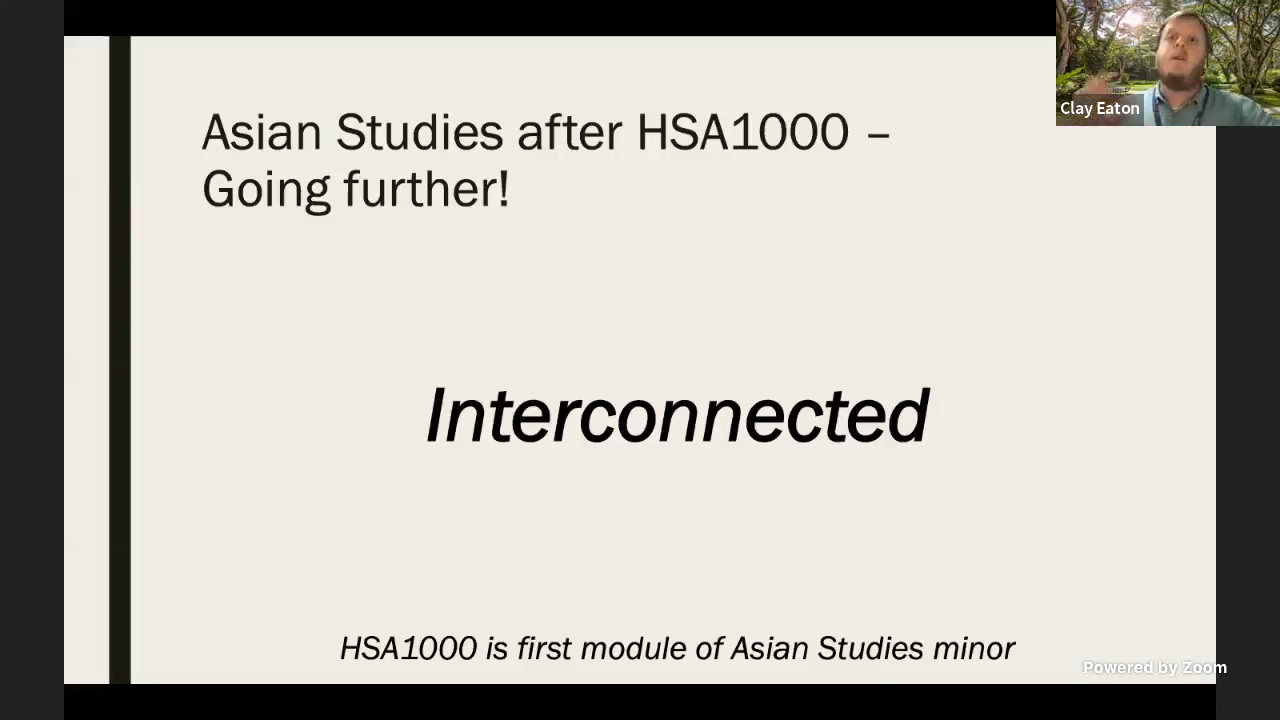 Clay Eaton
Asian Studies after HSA1000 –
Going further!
Interconnected
HSA1000 is first module of Asian Studies minor
Powered by Zoom